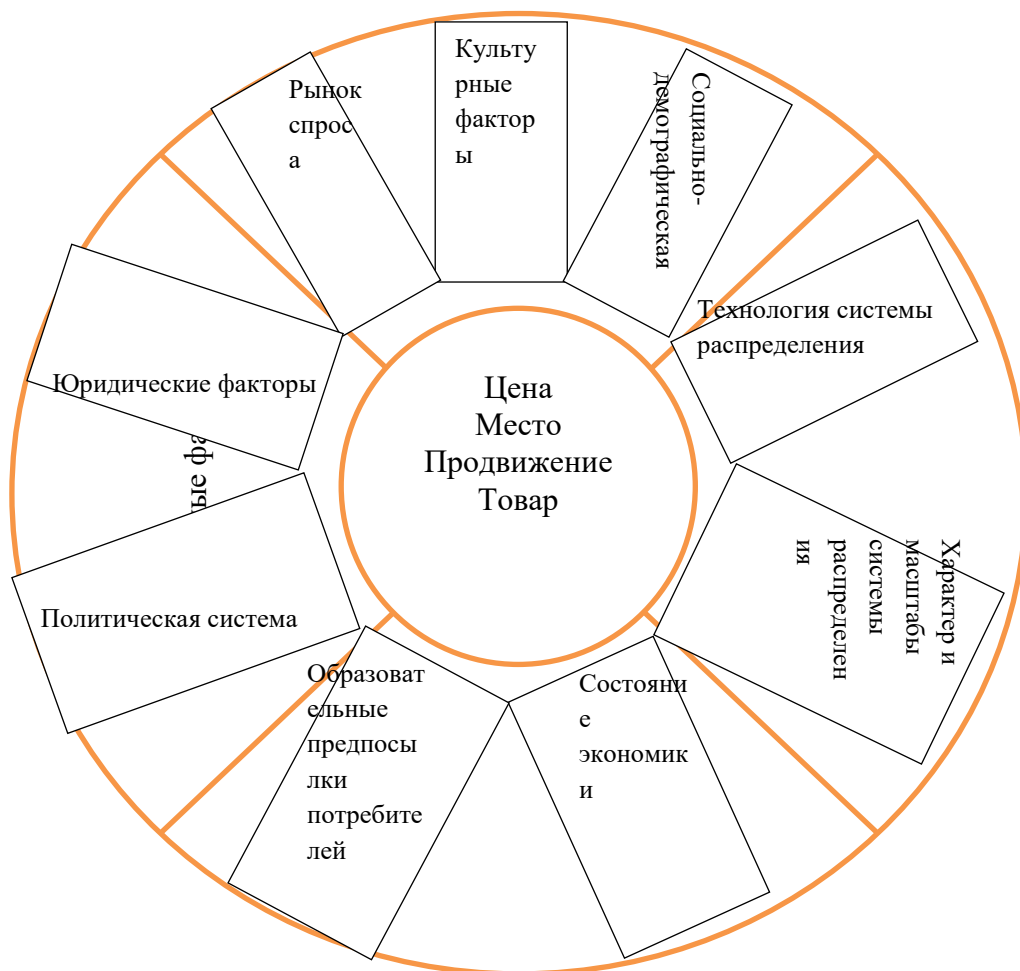 Культу
рные
фактор
ы
Социально-
демографическая
Рынок
спрос
а
Технология системы
распределения
Юридические факторы
Цена
Место
Продвижение
Товар
Характер и
масштабы
системы
распределен
ия
Политическая система
Образоват
ельные
предпосы
лки
потребите
лей
Состояни
е
экономик
и